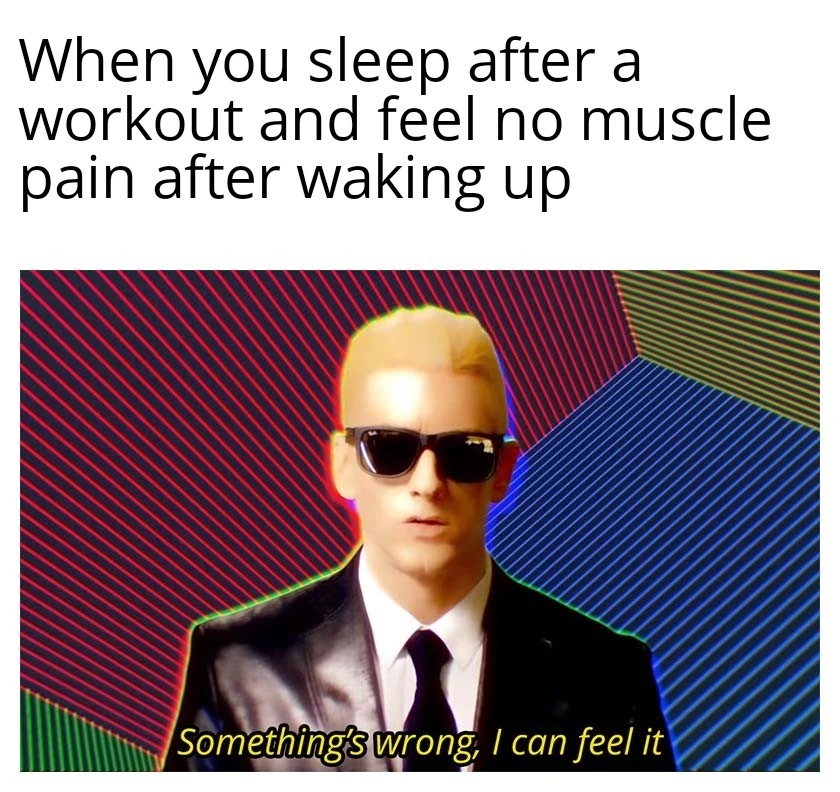 When you sleep after a
workout and feel no muscle
pain after waking up
Something's wrong, I can feel it